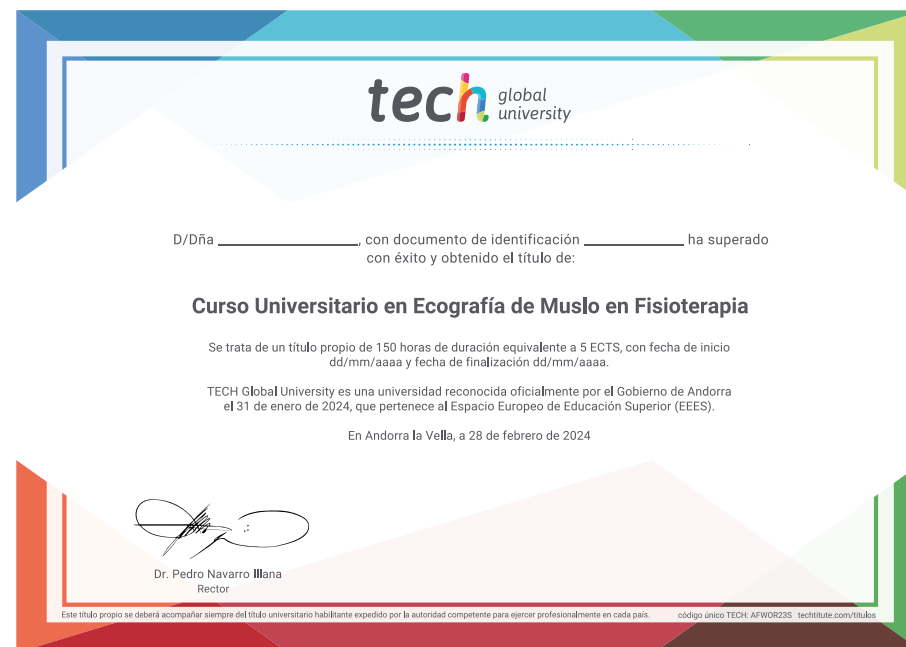 tech global university
D/Dña ____________________, con documento de identificación ______________ ha superado
con éxito y obtenido el título de:
Curso Universitario en Ecografía de Muslo en Fisioterapia
Se trata de un título propio de 150 horas de duración equivalente a 5 ECTS, con fecha de inicio
dd/mm/aaaa y fecha de finalización dd/mm/aaaa.
TECH Global University es una universidad reconocida oficialmente por el Gobierno de Andorra
el 31 de enero de 2024, que pertenece al Espacio Europeo de Educación Superior (EEES).
En Andorra la Vella, a 28 de febrero de 2024
Dr. Pedro Navarro Illana
Rector
Este título propio se deberá acompañar siempre del título universitario habilitante expedido por la autoridad competente para ejercer profesionalmente en cada país.
código único TECH: AFWOR23S techtitute.com/titulos